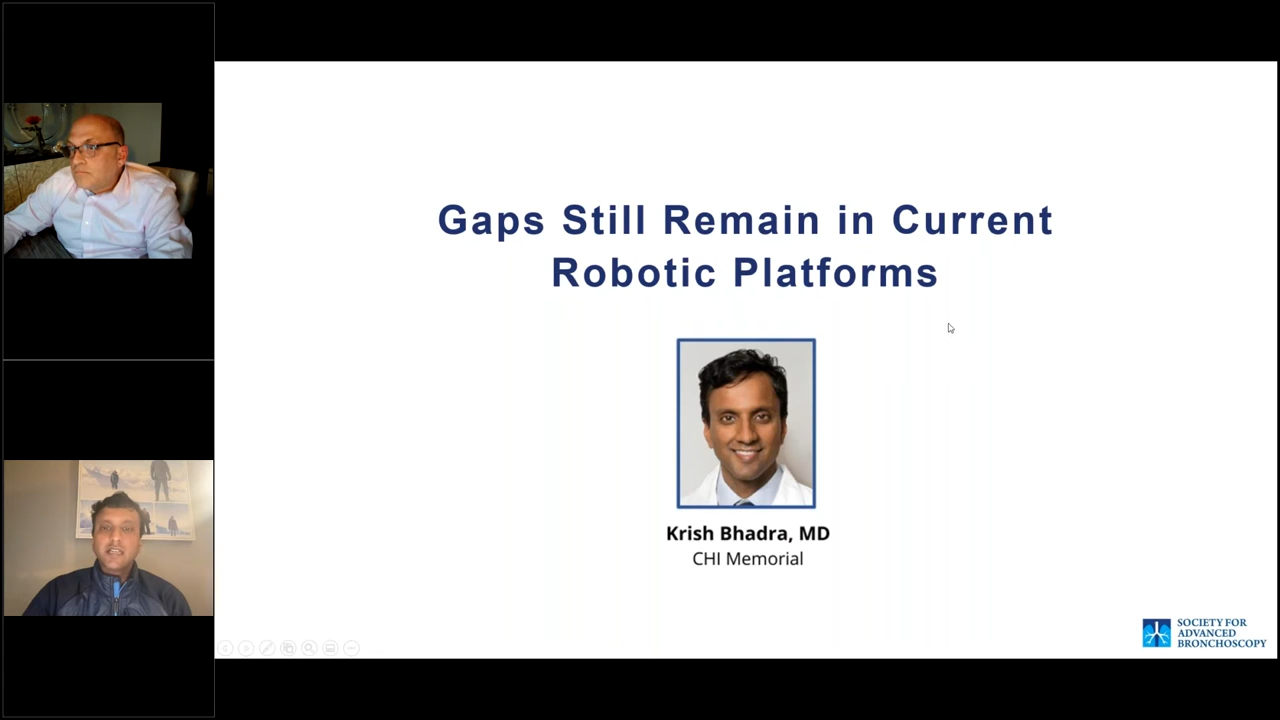 Gaps Still Remain in Current
Robotic Platforms
Krish Bhadra, MD
CHI Memorial
SOCIETY FOR
ADVANCED
BRONCHOSCOPY